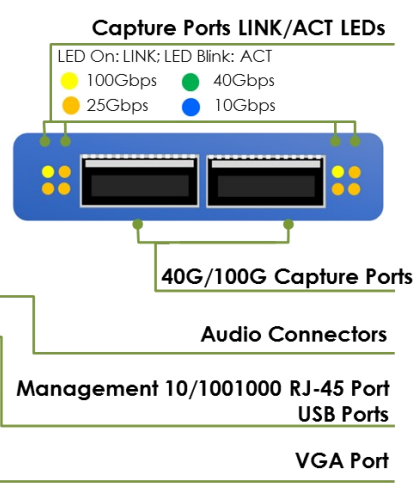 Capture Ports LINK/ACT LEDs
LED On: LINK; LED Blink: ACT
100Gbps 40Gbps
25Gbps 10Gbps
40G/100G Capture Ports
Audio Connectors
Management 10/1001000 RJ-45 Port
USB Ports
VGA Port